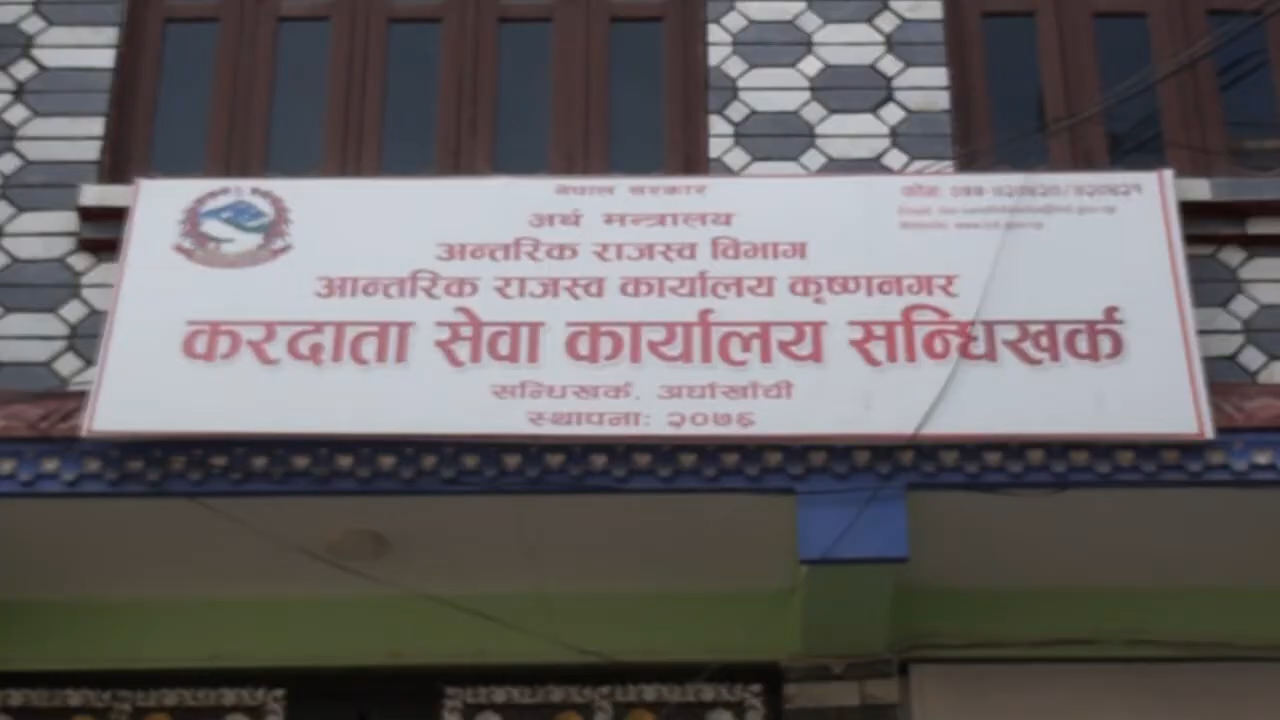 नेपाल सरकार
अर्थ मन्त्रालय
अन्तरिक राजस्व विभाग
आन्तरिक राजस्व कार्यालय कृष्णनगर
करदाता सेवा कार्यालय सन्धिखर्क
सन्धिखर्क, अर्घाखाँची
स्थापनाः २०७६
फोनः